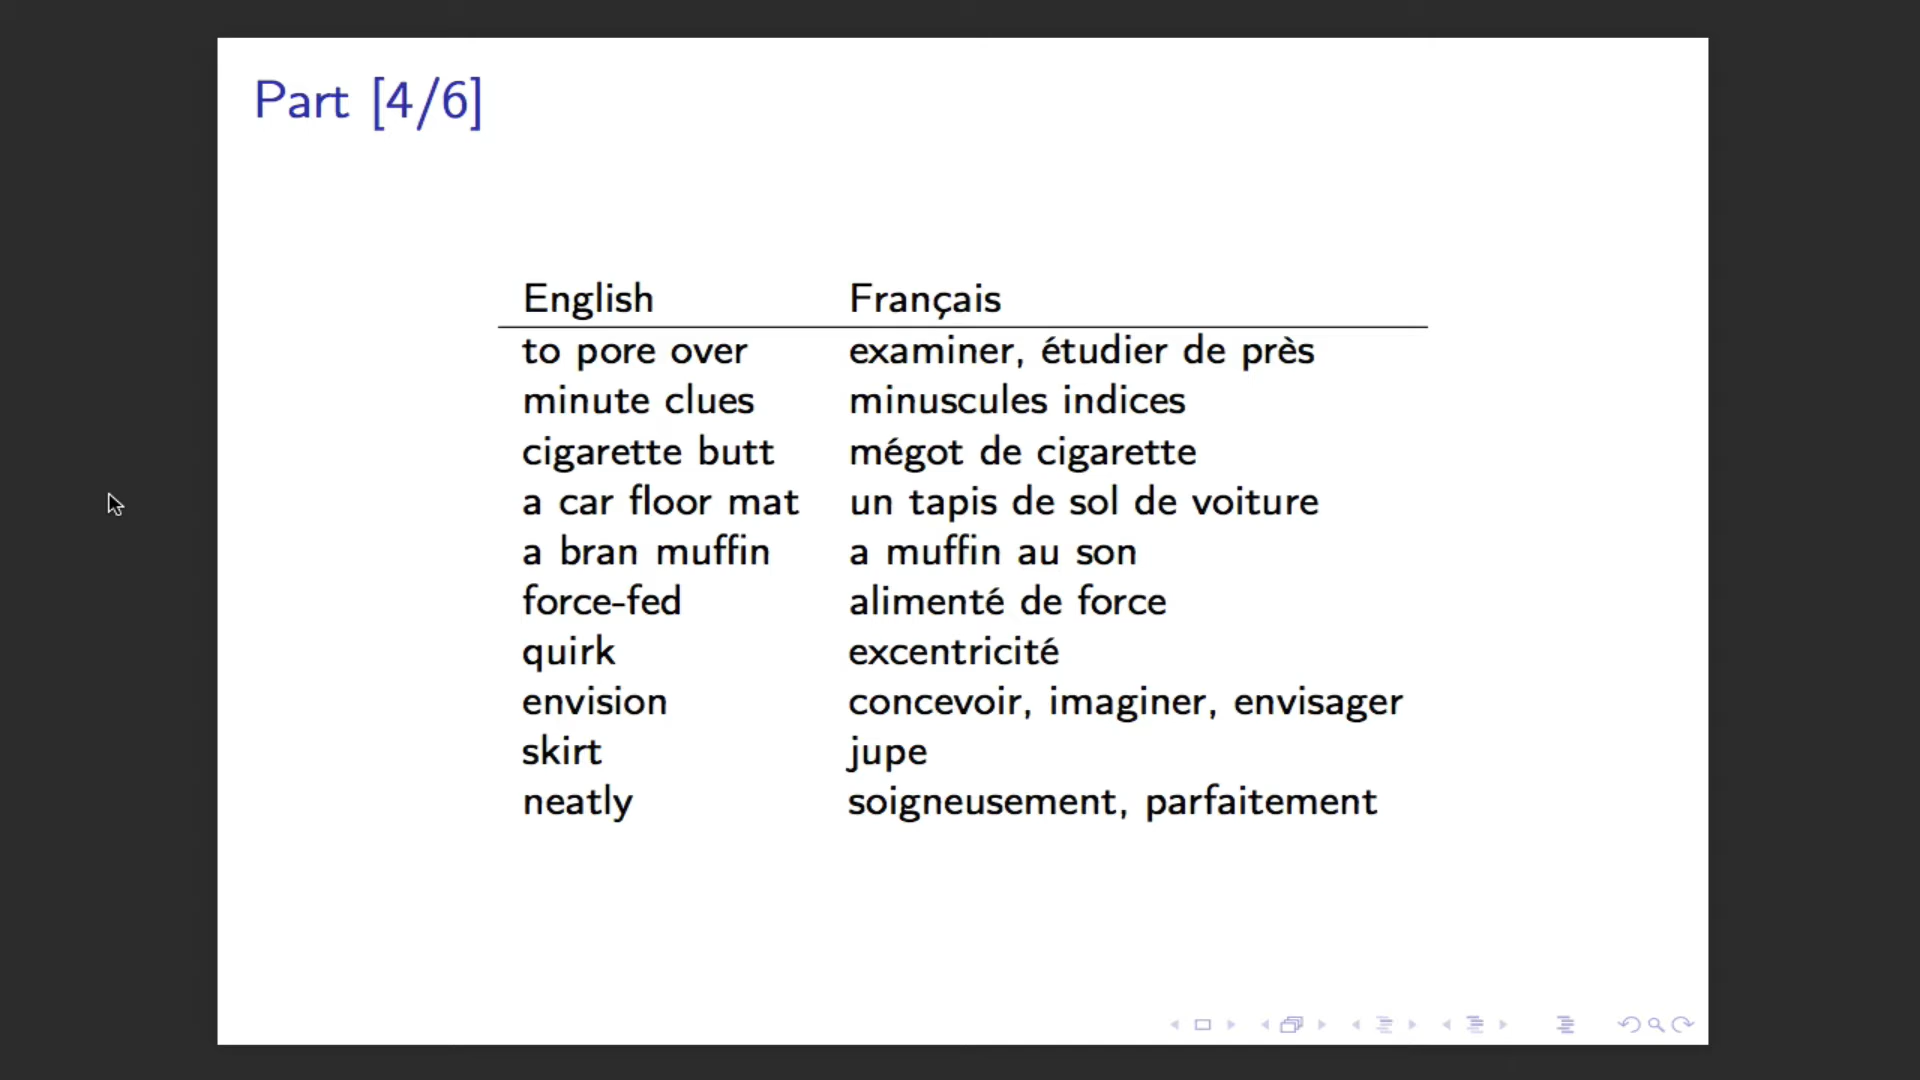 Part [4/6]
English Français
to pore over examiner, étudier de près
minute clues minuscules indices
cigarette butt mégot de cigarette
a car floor mat un tapis de sol de voiture
a bran muffin a muffin au son
force-fed alimenté de force
quirk excentricité
envision concevoir, imaginer, envisager
skirt jupe
neatly soigneusement, parfaitement